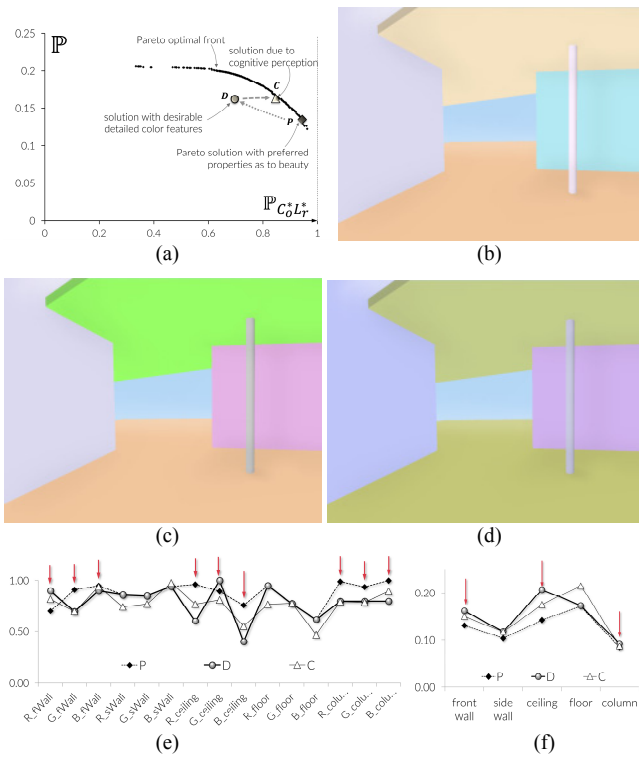 0.25
ℙ
Pareto optimal front
solution due to
cognitive perception
0.2
C
D
0.15
solution with desirable
detailed color features
P
0.1
Pareto solution with preferred
properties as to beauty
0.05
ℙ C*o L*r
0
0 0.2 0.4 0.6 0.8 1
(a)
(b)
(c)
(d)
1.00
0.50
0.00
P D C
R_fWall G_fWall B_fWall R_sWall G_sWall B_sWall R_ceiling G_ceiling B_ceiling R_floor G_floor B_floor R_colu... G_colu... B_colu...
(e)
0.20
0.10
0.00
P D C
front wall side wall ceiling floor column
(f)